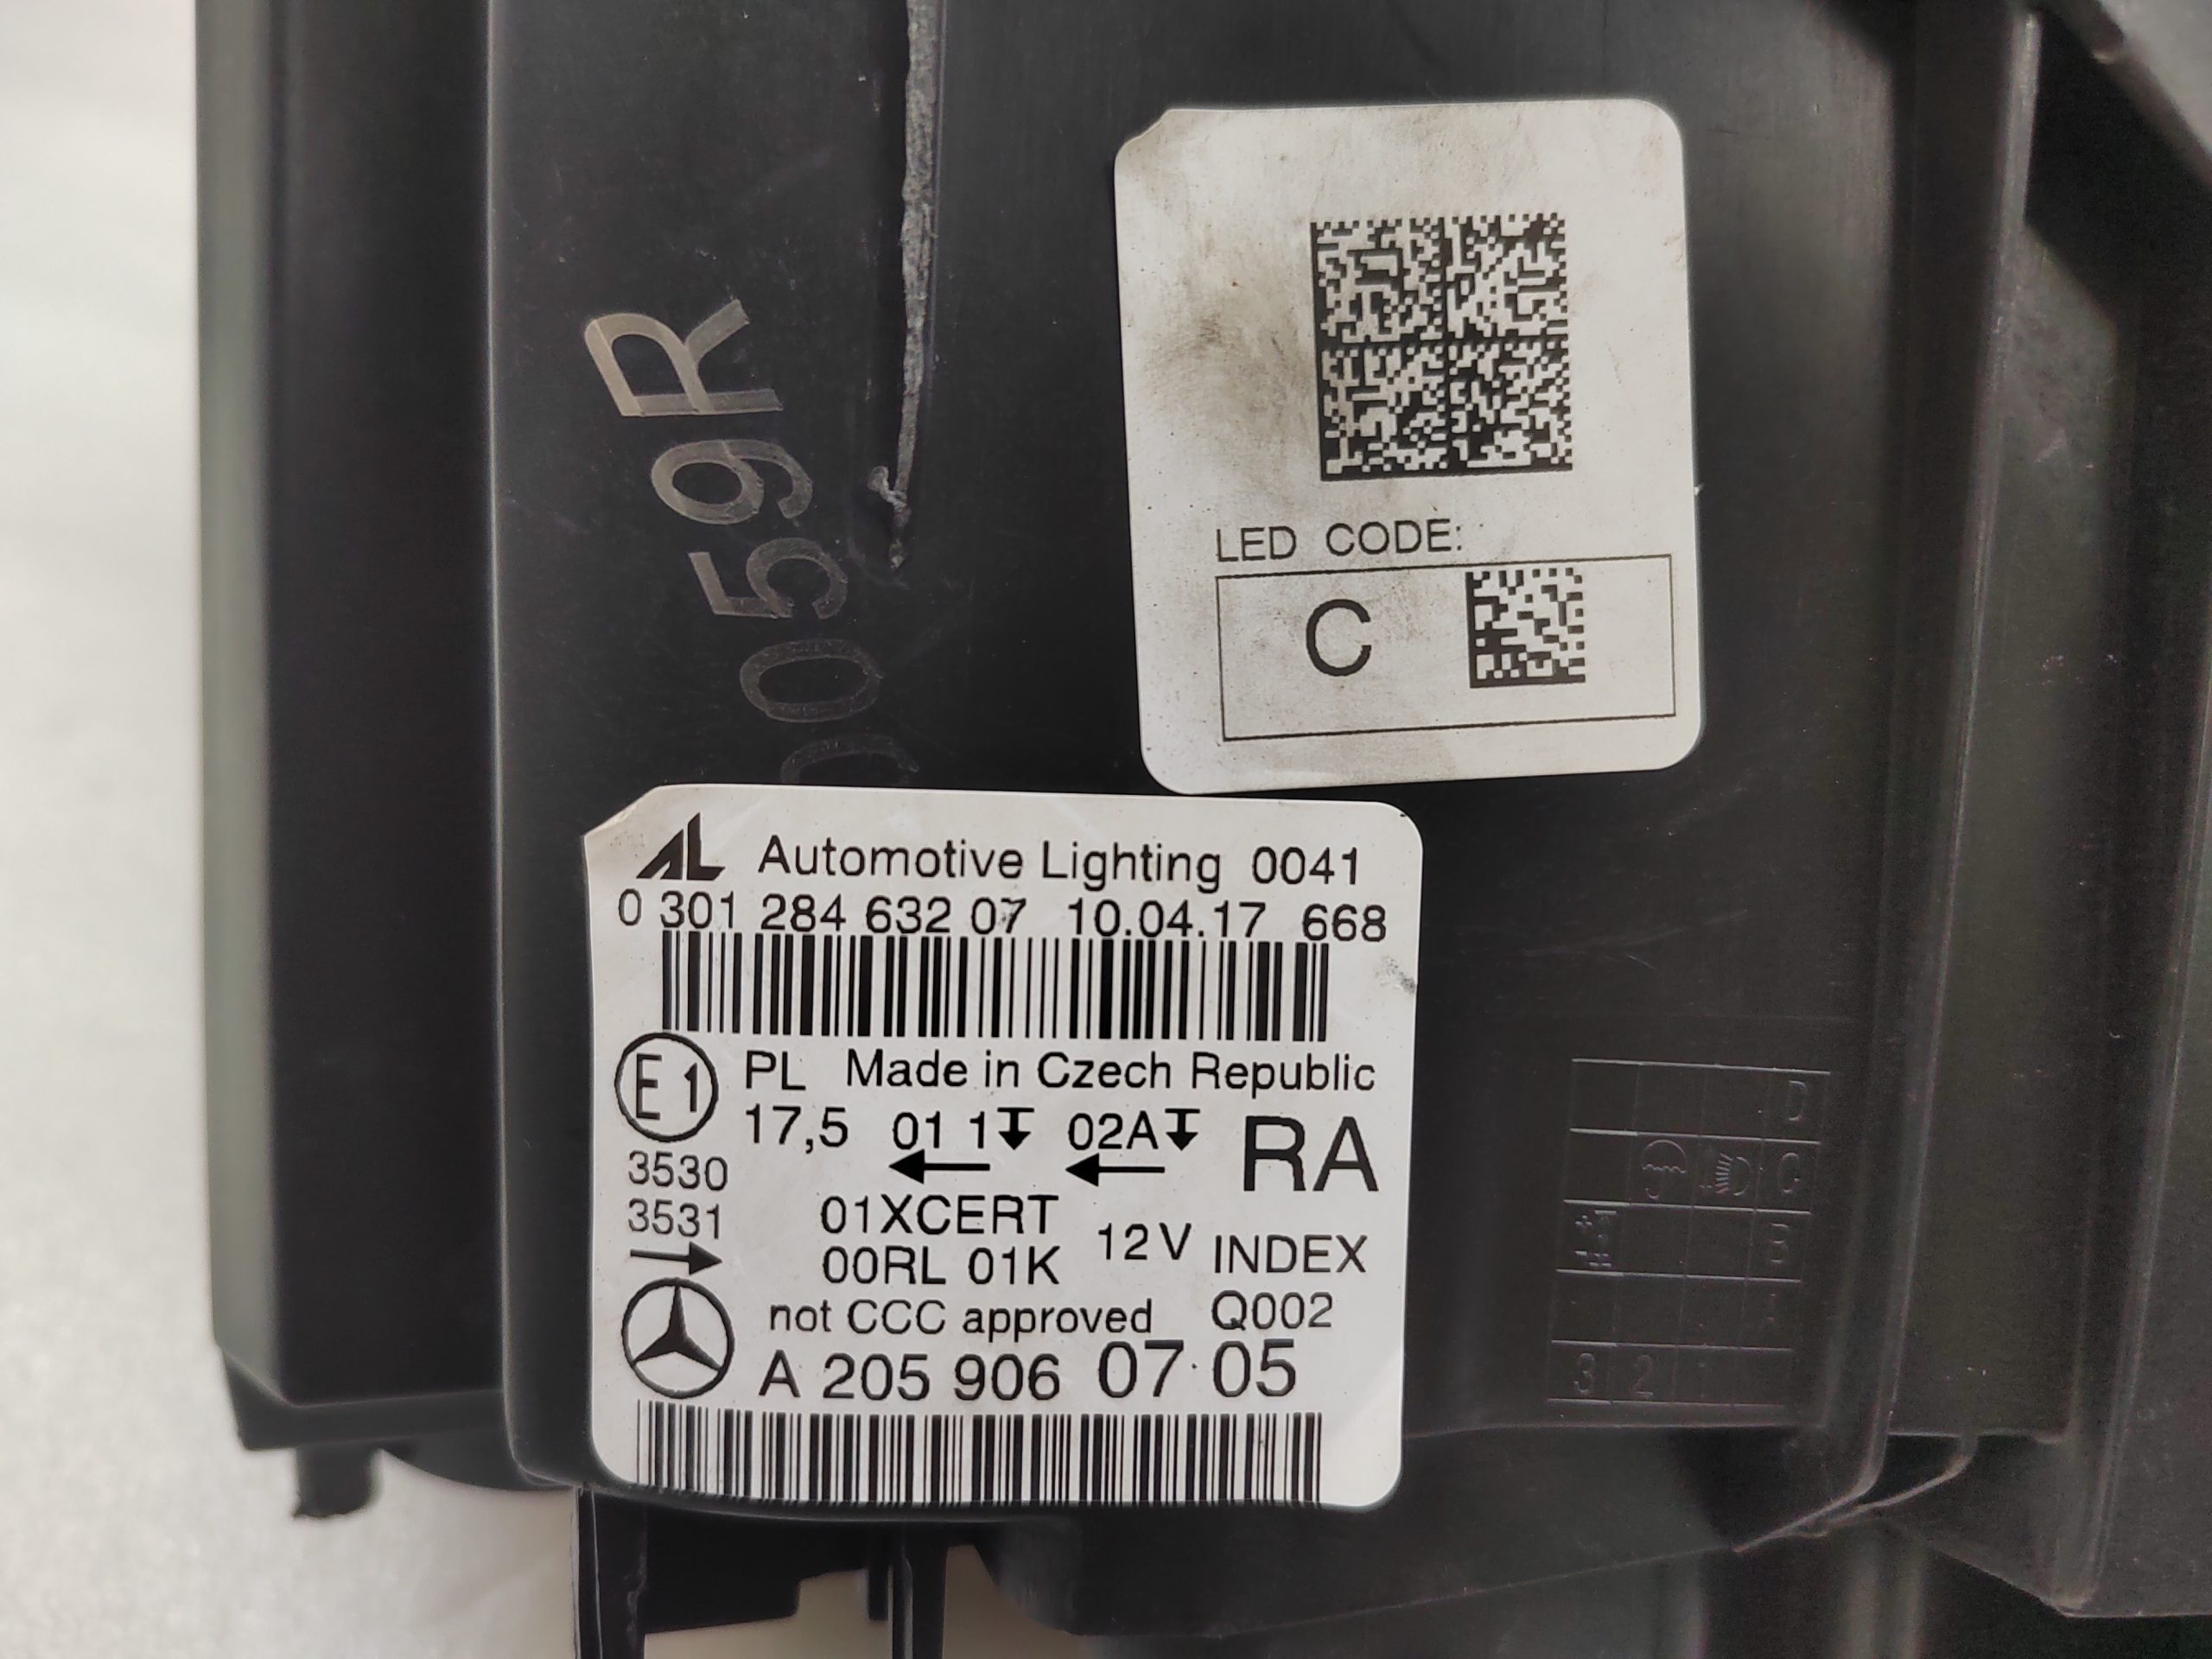 059R
LED CODE:
C
AL Automotive Lighting 0041
0 301 284 632 07 10.04.17 668
E1 PL Made in Czech Republic
17,5 01 1 02A RA
3530
3531
01XCERT
00RL 01K
12V INDEX
not CCC approved Q002
A 205 906 07 05
D
C
B
3 2 1